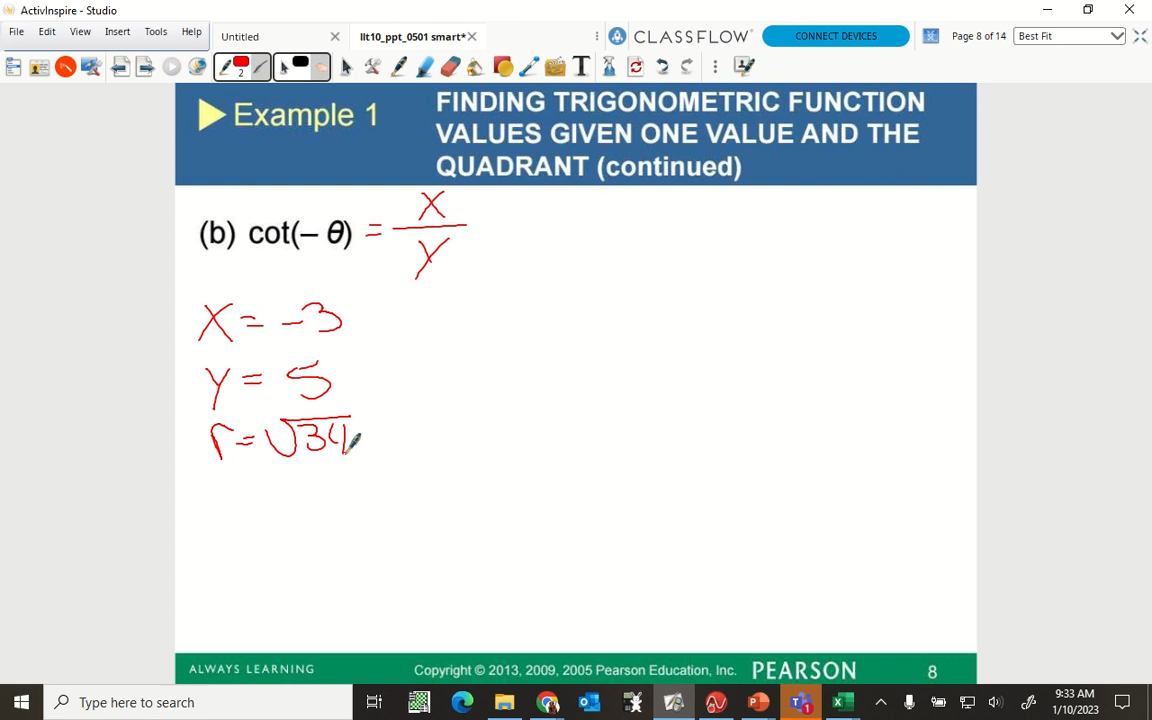 ActivInspire - Studio
File Edit View Insert Tools Help
Untitled
llt10_ppt_0501 smart*
CLASSFLOW
CONNECT DEVICES
Page 8 of 14
Best Fit
2
Example 1
FINDING TRIGONOMETRIC FUNCTION
VALUES GIVEN ONE VALUE AND THE
QUADRANT (continued)
(b) cot(– θ) = x/y
x = -3
y = 5
r = √34
ALWAYS LEARNING
Copyright © 2013, 2009, 2005 Pearson Education, Inc.
PEARSON
8
Type here to search
9:33 AM
1/10/2023